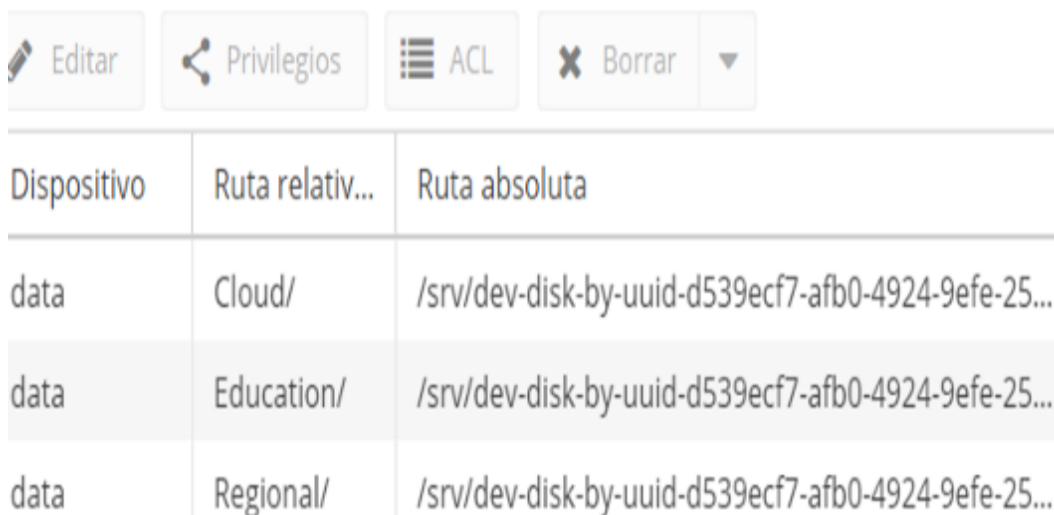 Editar Privilegios ACL Borrar
Dispositivo Ruta relativ... Ruta absoluta
data Cloud/ /srv/dev-disk-by-uuid-d539ecf7-afb0-4924-9efe-25...
data Education/ /srv/dev-disk-by-uuid-d539ecf7-afb0-4924-9efe-25...
data Regional/ /srv/dev-disk-by-uuid-d539ecf7-afb0-4924-9efe-25...